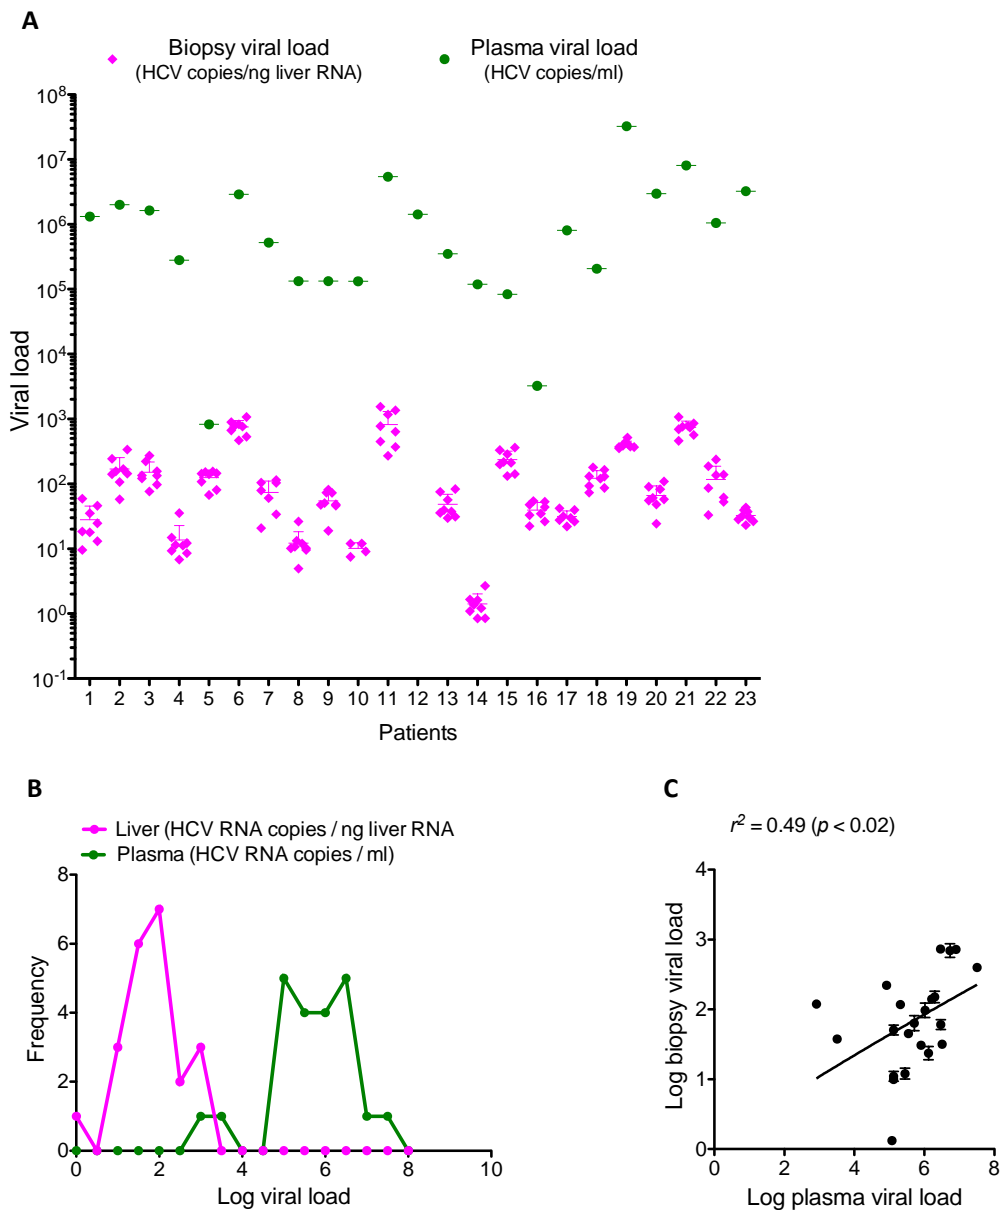 A
Biopsy viral load
(HCV copies/ng liver RNA)
Plasma viral load
(HCV copies/ml)
10^8
10^7
10^6
10^5
10^4
10^3
10^2
10^1
10^0
10^-1
Viral load
1 2 3 4 5 6 7 8 9 10 11 12 13 14 15 16 17 18 19 20 21 22 23
Patients
B
Liver (HCV RNA copies / ng liver RNA
Plasma (HCV RNA copies / ml)
8
6
4
2
0
Frequency
0 2 4 6 8 10
Log viral load
C
r² = 0.49 (p < 0.02)
4
3
2
1
0
Log biopsy viral load
0 2 4 6 8
Log plasma viral load